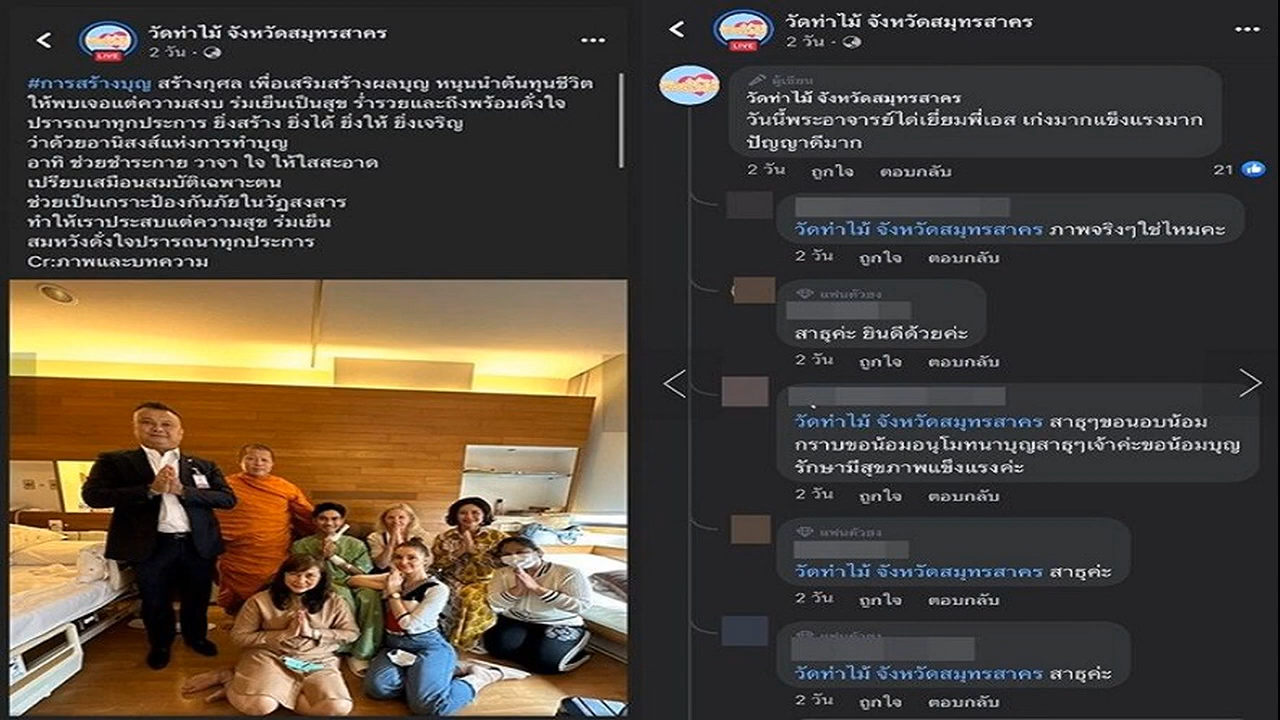 วัดท่าไม้ จังหวัดสมุทรสาคร
LIVE
2 วัน ·
#การสร้างบุญ สร้างกุศล เพื่อเสริมสร้างผลบุญ หนุนนำต้นทุนชีวิต
ให้พบเจอแต่ความสงบ ร่มเย็นเป็นสุข ร่ำรวยและถึงพร้อมดั่งใจ
ปรารถนาทุกประการ ยิ่งสร้าง ยิ่งได้ ยิ่งให้ ยิ่งเจริญ
ว่าด้วยอานิสงส์แห่งการทำบุญ
อาทิ ช่วยชำระกาย วาจา ใจ ให้ใสสะอาด
เปรียบเสมือนสมบัติเฉพาะตน
ช่วยเป็นเกราะป้องกันภัยในวัฏสงสาร
ทำให้เราประสบแต่ความสุข ร่มเย็น
สมหวังดั่งใจปรารถนาทุกประการ
Cr:ภาพและบทความ
วัดท่าไม้ จังหวัดสมุทรสาคร
LIVE
2 วัน ·
ผู้เขียน
วัดท่าไม้ จังหวัดสมุทรสาคร
วันนี้พระอาจารย์ได่เยี่ยมพี่เอส เก่งมากแข็งแรงมาก
ปัญญาดีมาก
2 วัน ถูกใจ ตอบกลับ 21
วัดท่าไม้ จังหวัดสมุทรสาคร ภาพจริงๆใช่ไหมคะ
2 วัน ถูกใจ ตอบกลับ
แฟนตัวยง
สาธุค่ะ ยินดีด้วยค่ะ
2 วัน ถูกใจ ตอบกลับ
วัดท่าไม้ จังหวัดสมุทรสาคร สาธุๆขอนอบน้อม
กราบขอน้อมอนุโมทนาบุญสาธุๆเจ้าค่ะขอน้อมบุญ
รักษามีสุขภาพแข็งแรงค่ะ
2 วัน ถูกใจ ตอบกลับ
แฟนตัวยง
วัดท่าไม้ จังหวัดสมุทรสาคร สาธุค่ะ
2 วัน ถูกใจ ตอบกลับ
แฟนตัวยง
วัดท่าไม้ จังหวัดสมุทรสาคร สาธุค่ะ
2 วัน ถูกใจ ตอบกลับ